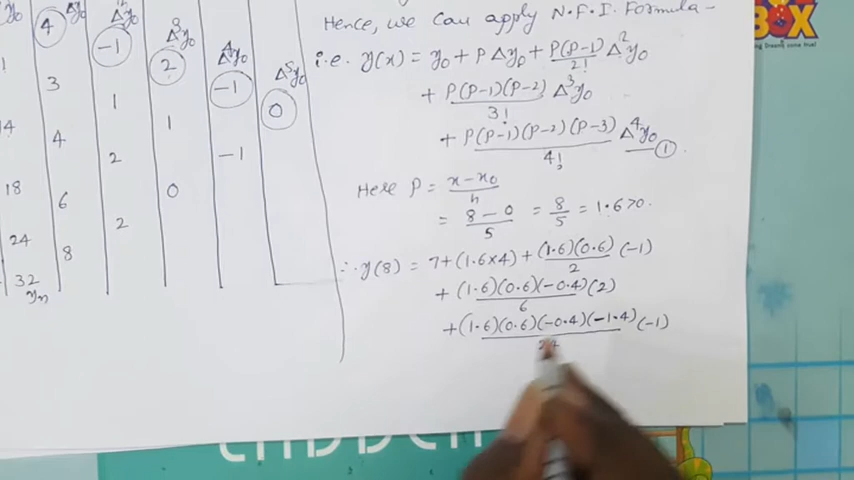 Hence, we can apply N.F.I. Formula –
i.e. y(x) = y₀ + P Δy₀ + P(P-1)/2! Δ²y₀
+ P(P-1)(P-2)/3! Δ³y₀
+ P(P-1)(P-2)(P-3)/4! Δ⁴y₀ — ①
Here P = x-x₀/h
= 8-0/5 = 8/5 = 1.6>0.
∴ y(8) = 7+(1.6×4) + (1.6)(0.6)/2 (-1)
+ (1.6)(0.6)(-0.4)/6 (2)
+ (1.6)(0.6)(-0.4)(-1.4)/24 (-1)
Δy₀
4
3
4
6
8
-1
1
2
2
Δ³y₀
2
1
0
Δ⁴y₀
-1
-1
Δ⁵y₀
0
18
24
32
yₙ
BOX